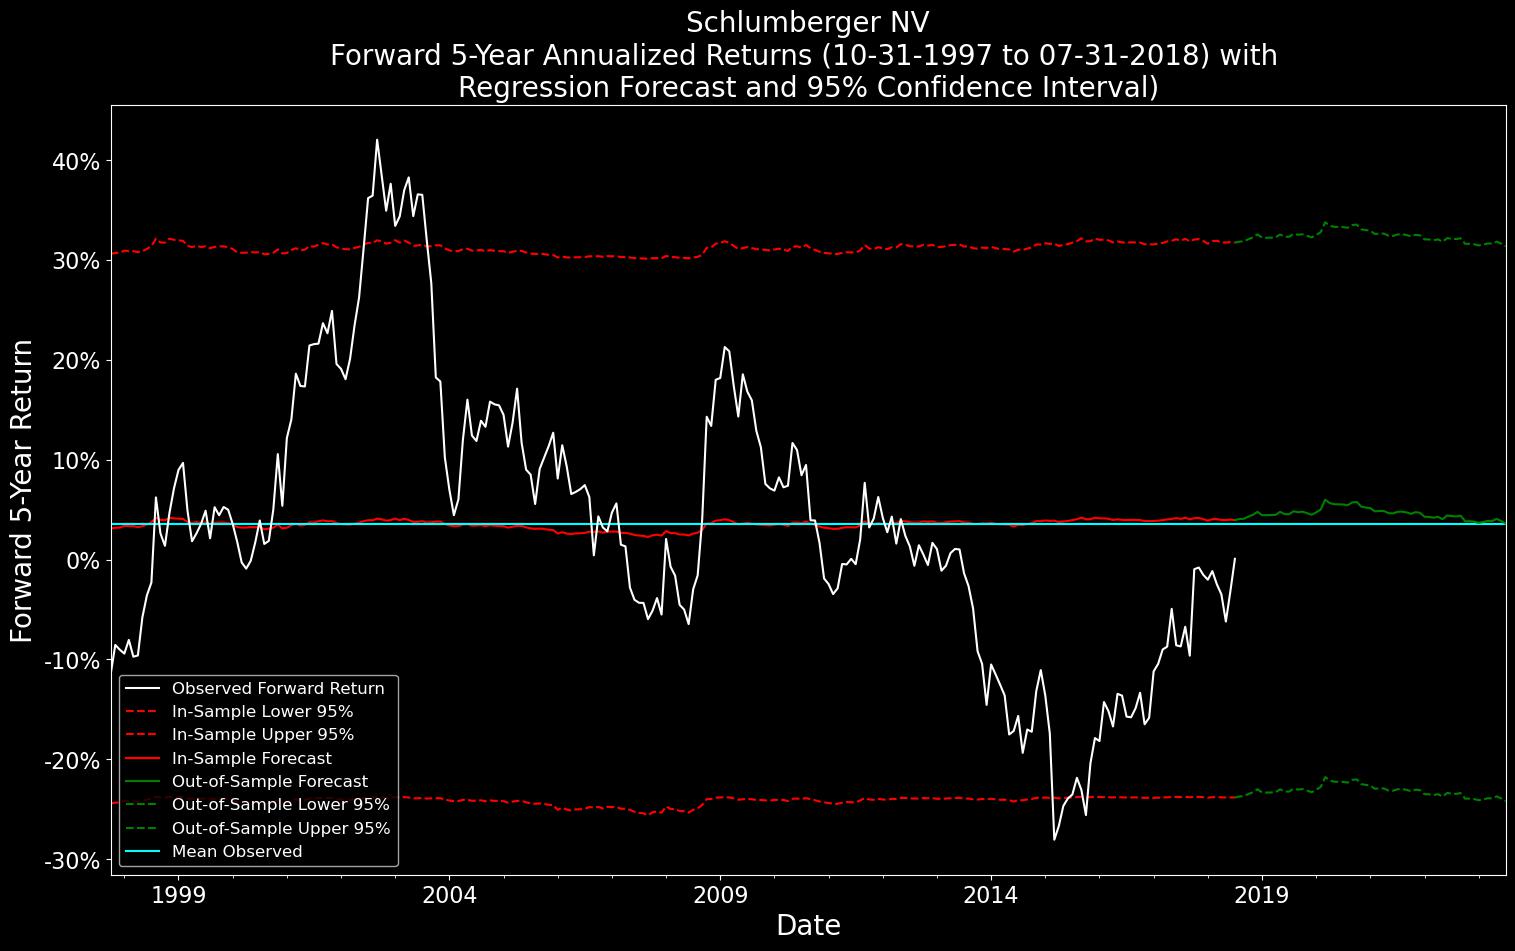 Schlumberger NV
Forward 5-Year Annualized Returns (10-31-1997 to 07-31-2018) with
Regression Forecast and 95% Confidence Interval)
Forward 5-Year Return
40%
30%
20%
10%
0%
-10%
-20%
-30%
Observed Forward Return
In-Sample Lower 95%
In-Sample Upper 95%
In-Sample Forecast
Out-of-Sample Forecast
Out-of-Sample Lower 95%
Out-of-Sample Upper 95%
Mean Observed
1999 2004 2009 2014 2019
Date